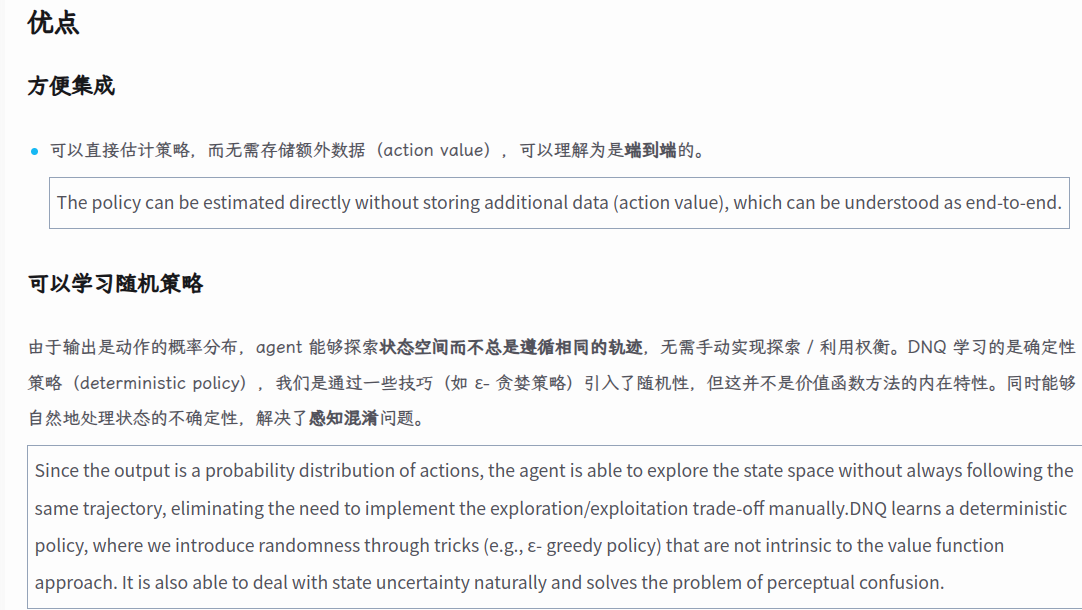 优点
方便集成
可以直接估计策略，而无需存储额外数据（action value），可以理解为是端到端的。
The policy can be estimated directly without storing additional data (action value), which can be understood as end-to-end.
可以学习随机策略
由于输出是动作的概率分布，agent 能够探索状态空间而不总是遵循相同的轨迹，无需手动实现探索 / 利用权衡。DNQ 学习的是确定性
策略（deterministic policy），我们是通过一些技巧（如 ε- 贪婪策略）引入了随机性，但这并不是价值函数方法的内在特性。同时能够
自然地处理状态的不确定性，解决了感知混淆问题。
Since the output is a probability distribution of actions, the agent is able to explore the state space without always following the
same trajectory, eliminating the need to implement the exploration/exploitation trade-off manually.DNQ learns a deterministic
policy, where we introduce randomness through tricks (e.g., ε- greedy policy) that are not intrinsic to the value function
approach. It is also able to deal with state uncertainty naturally and solves the problem of perceptual confusion.